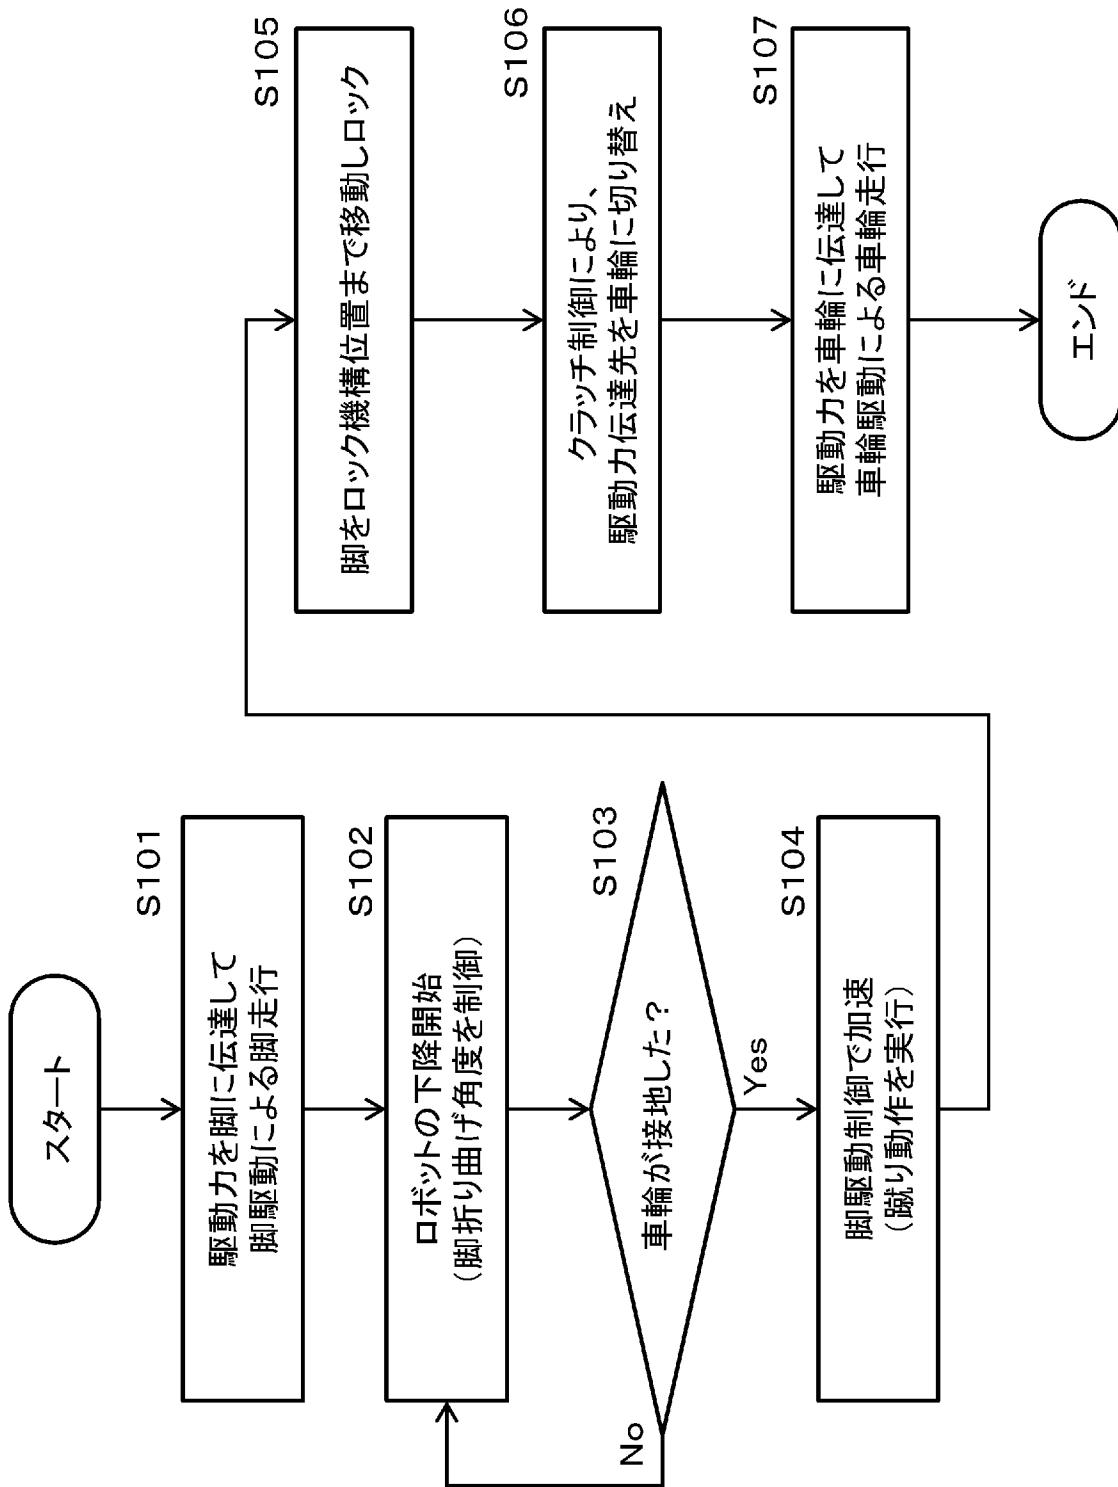 スタート
S101
駆動力を脚に伝達して
脚駆動による脚走行
S102
ロボットの下降開始
(脚折り曲げ角度を制御)
S103
車輪が接地した?
No
Yes
S104
脚駆動制御で加速
(蹴り動作を実行)
S105
脚をロック機構位置まで移動しロック
S106
クラッチ制御により、
駆動力伝達先を車輪に切り替え
S107
駆動力を車輪に伝達して
車輪駆動による車輪走行
エンド